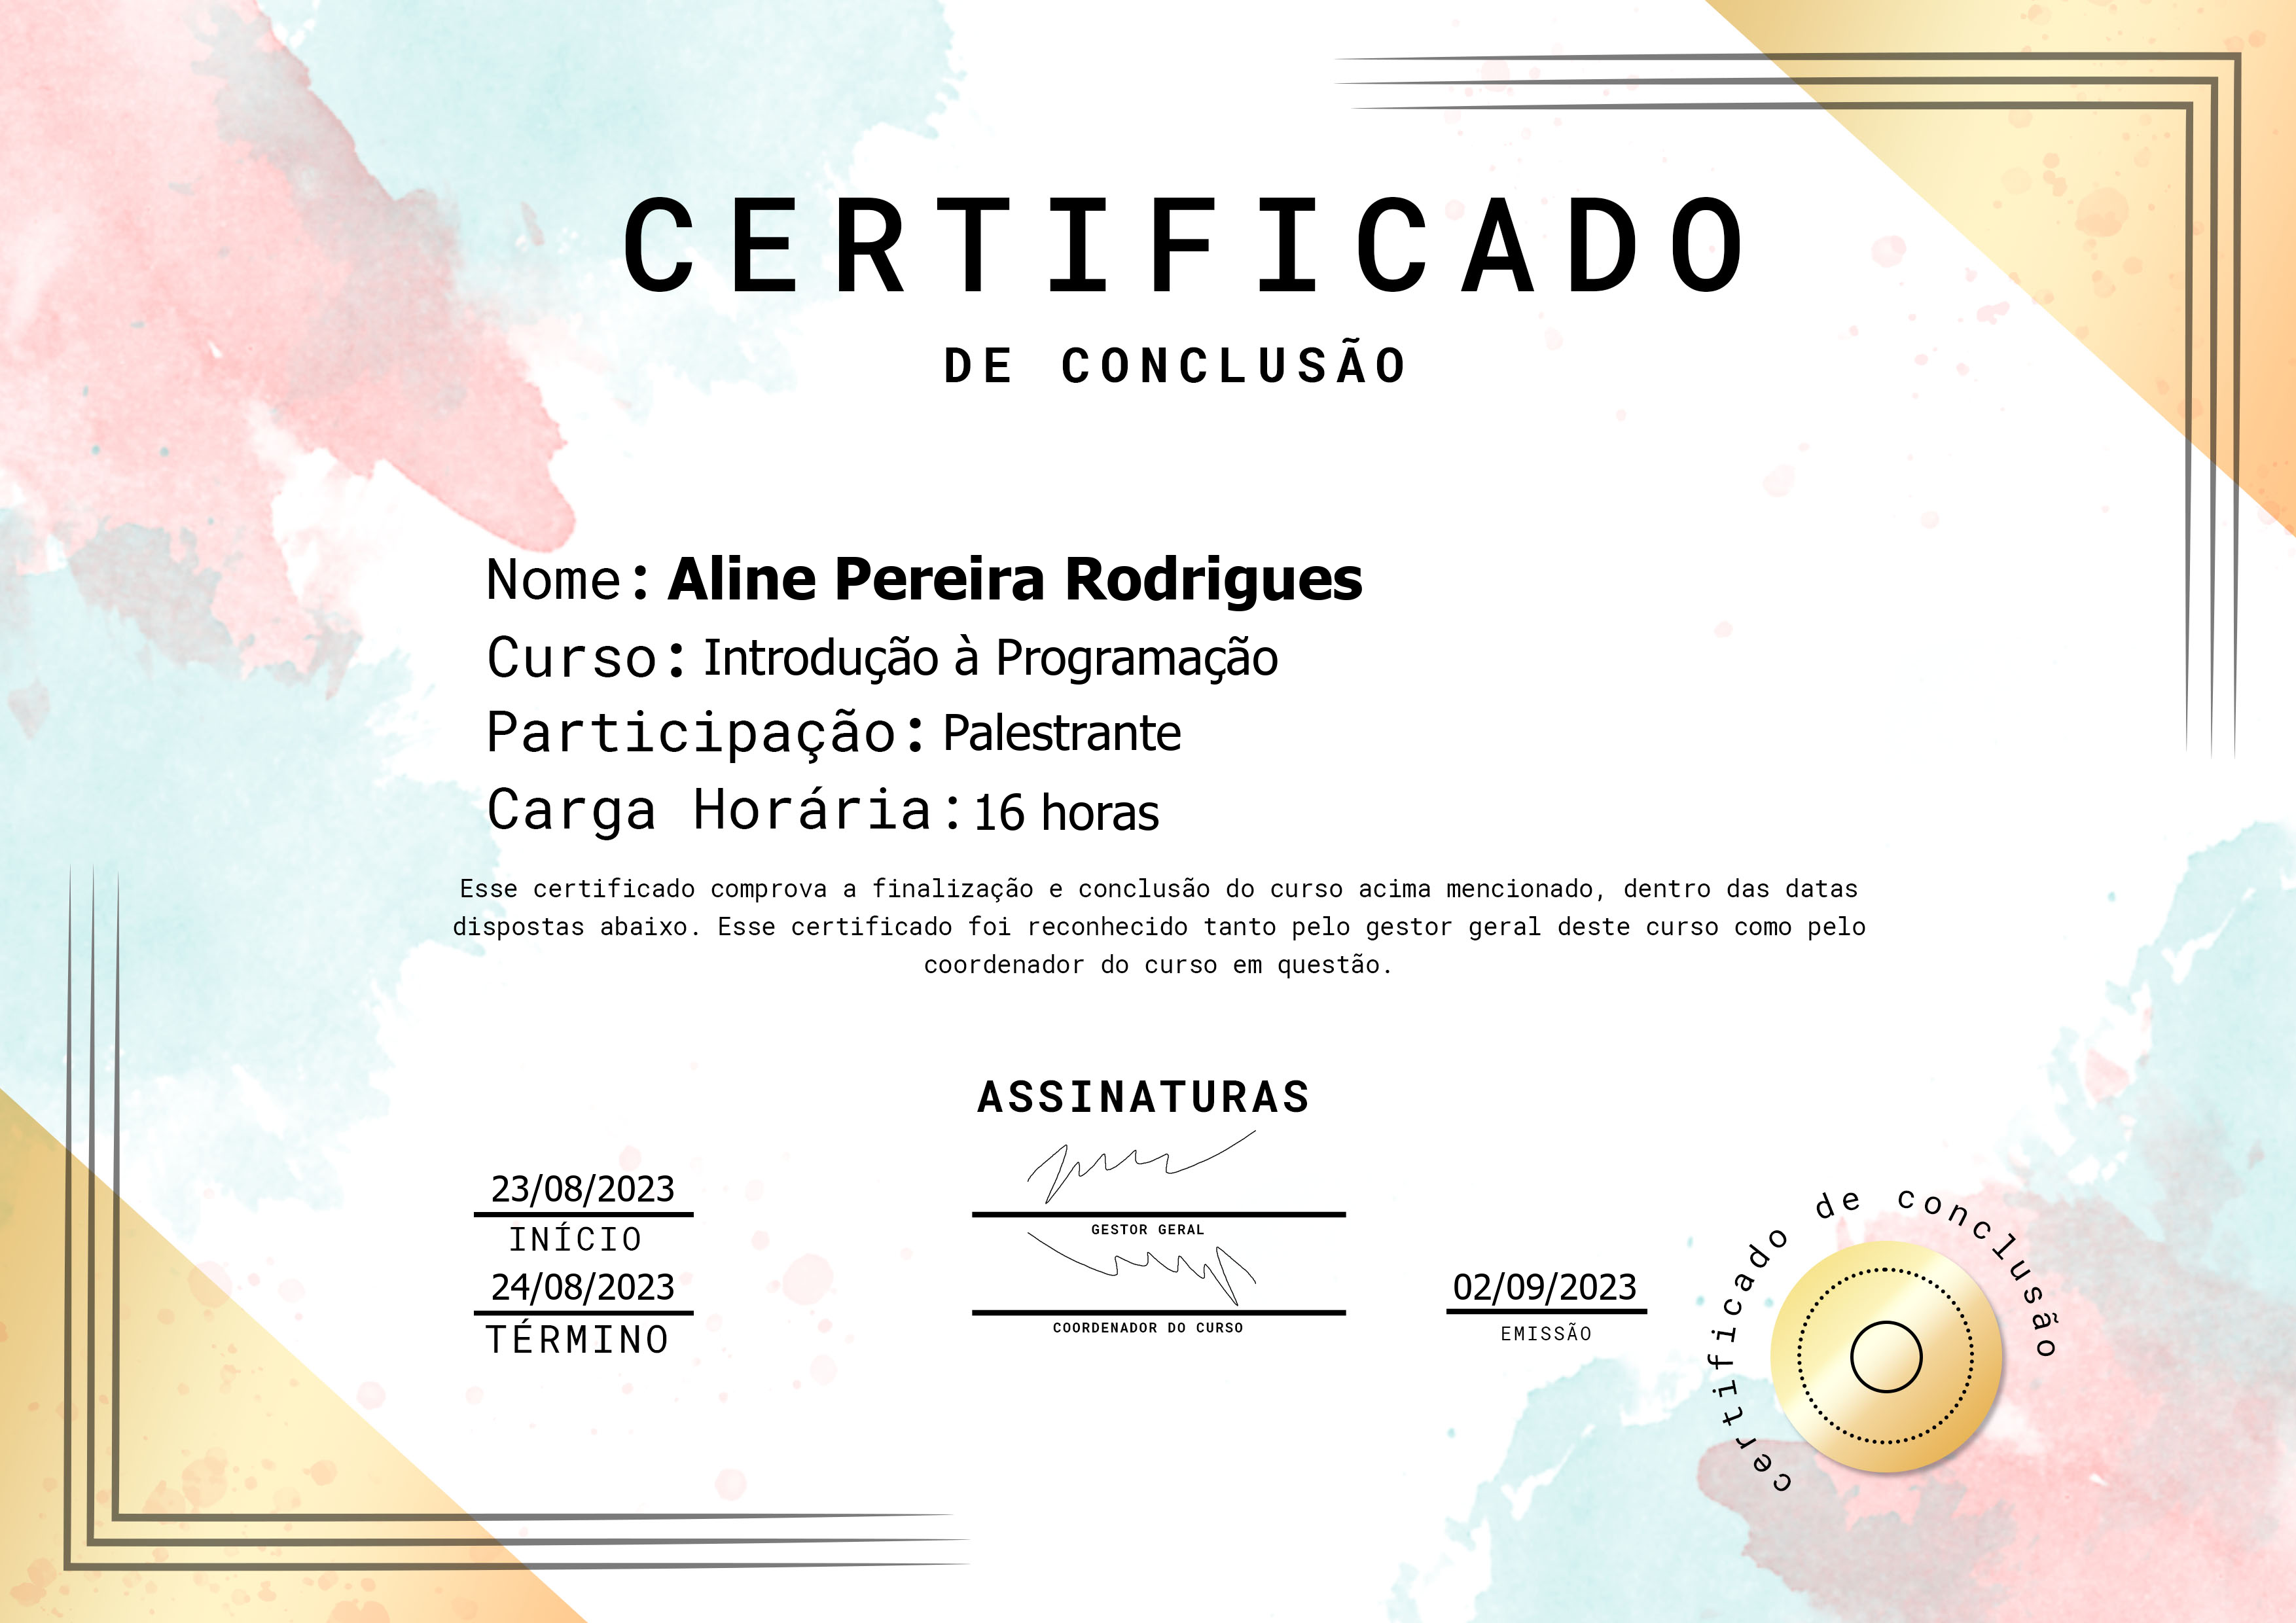 CERTIFICADO
DE CONCLUSÃO
Nome: Aline Pereira Rodrigues
Curso: Introdução à Programação
Participação: Palestrante
Carga Horária: 16 horas
Esse certificado comprova a finalização e conclusão do curso acima mencionado, dentro das datas
dispostas abaixo. Esse certificado foi reconhecido tanto pelo gestor geral deste curso como pelo
coordenador do curso em questão.
ASSINATURAS
23/08/2023
INÍCIO
24/08/2023
TÉRMINO
GESTOR GERAL
COORDENADOR DO CURSO
02/09/2023
EMISSÃO
certificado de conclusão